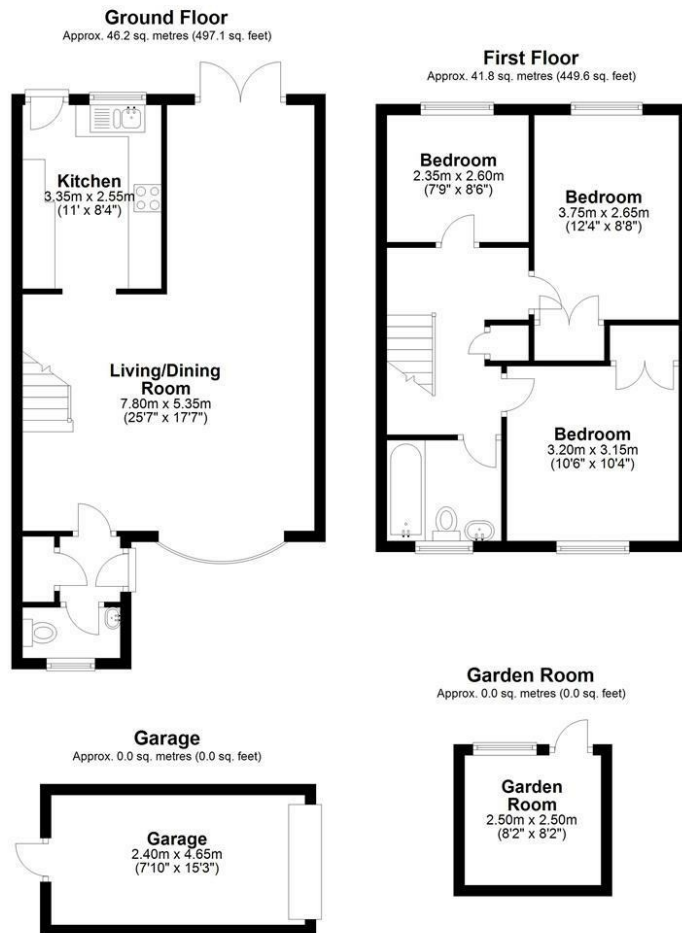 Ground Floor
Approx. 46.2 sq. metres (497.1 sq. feet)
Kitchen
3.35m x 2.55m
(11' x 8'4")
Living/Dining
Room
7.80m x 5.35m
(25'7" x 17'7")
First Floor
Approx. 41.8 sq. metres (449.6 sq. feet)
Bedroom
2.35m x 2.60m
(7'9" x 8'6")
Bedroom
3.75m x 2.65m
(12'4" x 8'8")
Bedroom
3.20m x 3.15m
(10'6" x 10'4")
Garage
Approx. 0.0 sq. metres (0.0 sq. feet)
Garage
2.40m x 4.65m
(7'10" x 15'3")
Garden Room
Approx. 0.0 sq. metres (0.0 sq. feet)
Garden
Room
2.50m x 2.50m
(8'2" x 8'2")